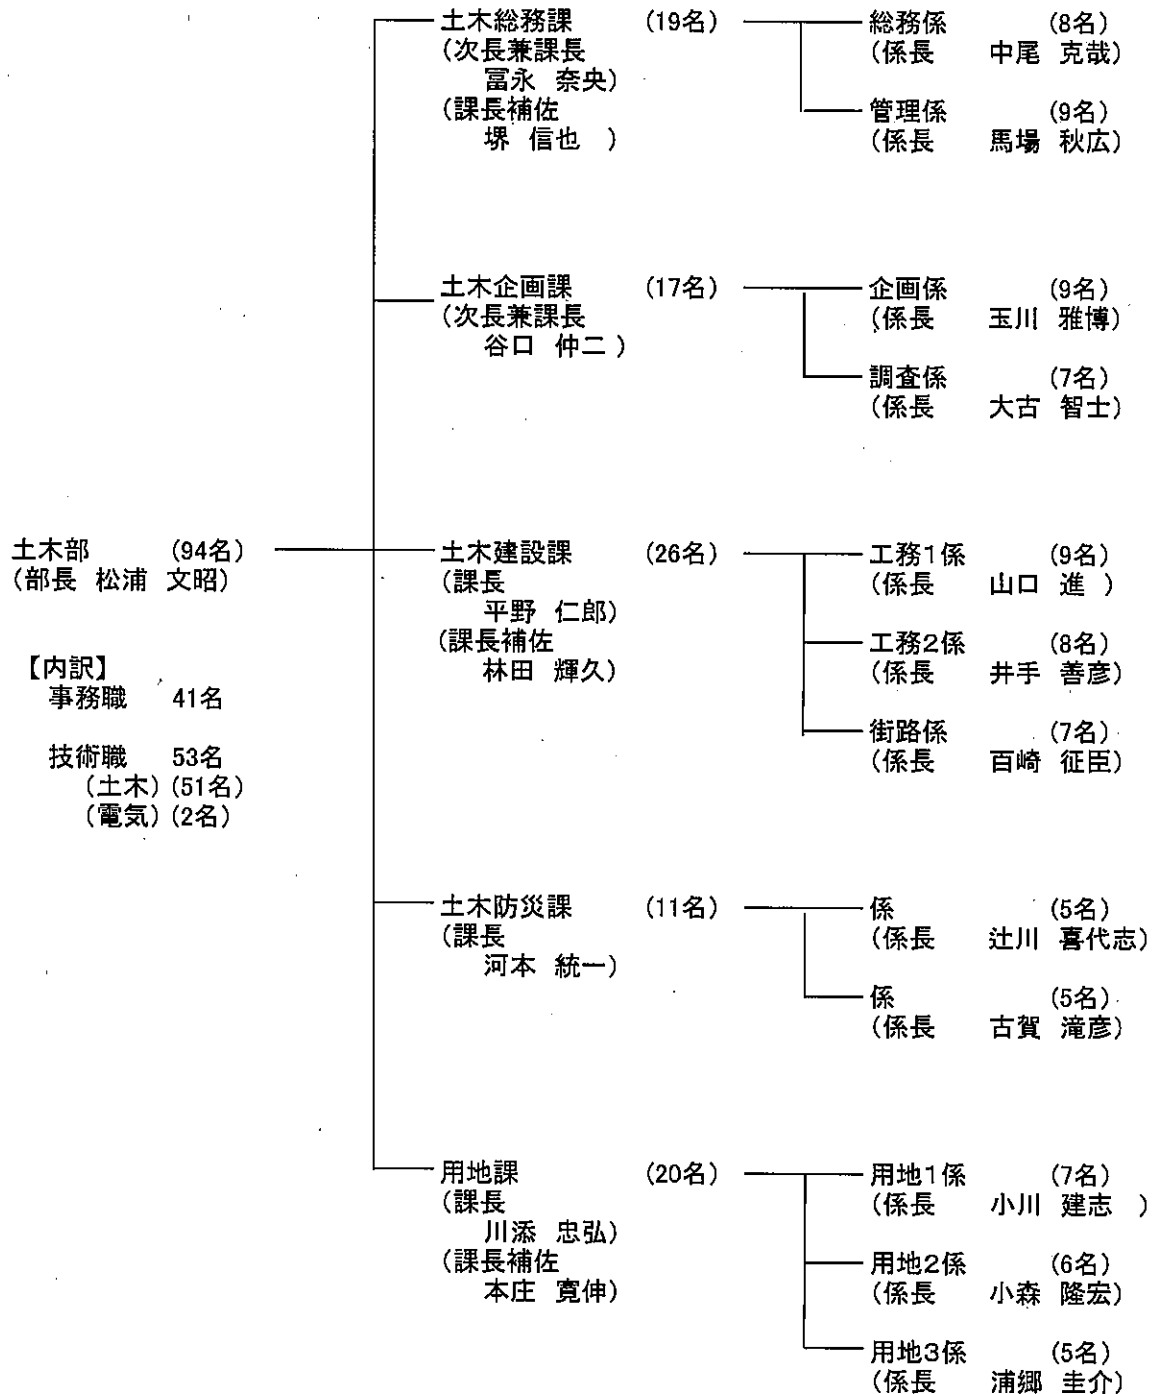 土木部 (94名)
(部長 松浦 文昭)
【内訳】
事務職 41名
技術職 53名
(土木) (51名)
(電気) (2名)
土木総務課 (19名)
(次長兼課長
冨永 奈央)
(課長補佐
堺 信也 )
総務係 (8名)
(係長 中尾 克哉)
管理係 (9名)
(係長 馬場 秋広)
土木企画課 (17名)
(次長兼課長
谷口 仲二 )
企画係 (9名)
(係長 玉川 雅博)
調査係 (7名)
(係長 大古 智士)
土木建設課 (26名)
(課長
平野 仁郎)
(課長補佐
林田 輝久)
工務1係 (9名)
(係長 山口 進 )
工務2係 (8名)
(係長 井手 善彦)
街路係 (7名)
(係長 百崎 征臣)
土木防災課 (11名)
(課長
河本 統一)
係 (5名)
(係長 辻川 喜代志)
係 (5名)
(係長 古賀 滝彦)
用地課 (20名)
(課長
川添 忠弘)
(課長補佐
本庄 寛伸)
用地1係 (7名)
(係長 小川 建志 )
用地2係 (6名)
(係長 小森 隆宏)
用地3係 (5名)
(係長 浦郷 圭介)